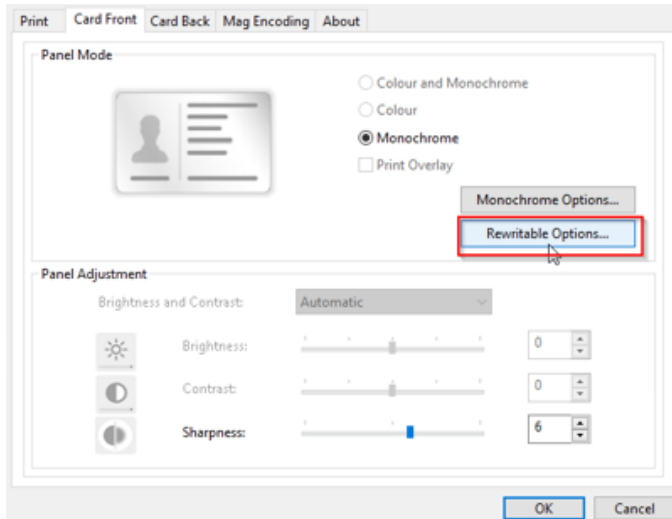 Print Card Front Card Back Mag Encoding About
Panel Mode
Colour and Monochrome
Colour
Monochrome
Print Overlay
Monochrome Options...
Rewritable Options...
Panel Adjustment
Brightness and Contrast: Automatic
Brightness: 0
Contrast: 0
Sharpness: 6
OK Cancel